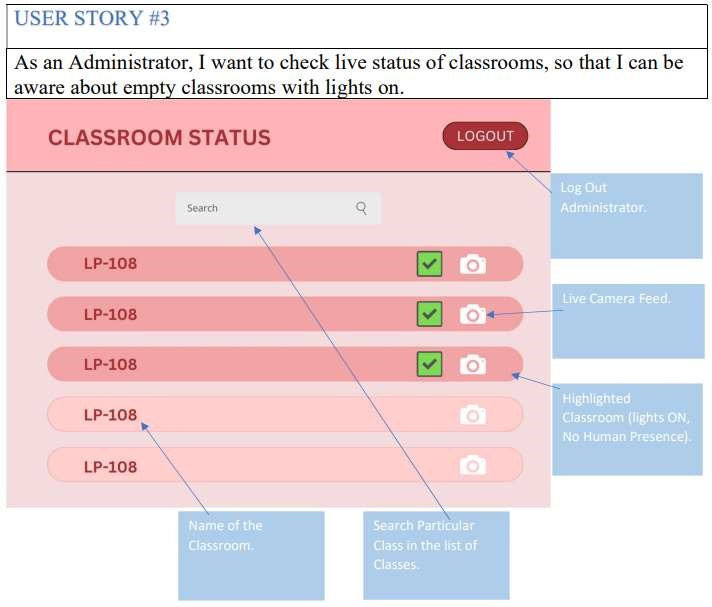 USER STORY #3
As an Administrator, I want to check live status of classrooms, so that I can be
aware about empty classrooms with lights on.
CLASSROOM STATUS
LOGOUT
Log Out
Administrator.
Search
LP-108
LP-108
Live Camera Feed.
LP-108
Highlighted
Classroom (lights ON,
No Human Presence).
LP-108
LP-108
Name of the
Classroom.
Search Particular
Class in the list of
Classes.